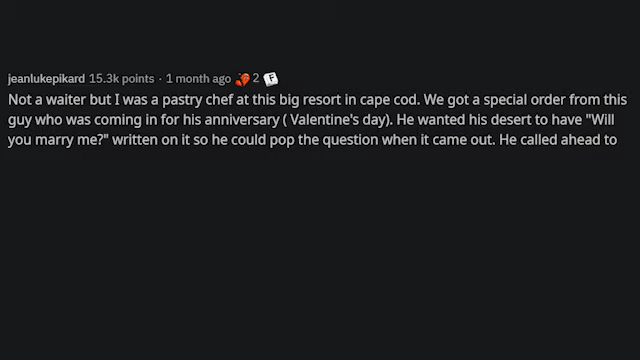 jeanlukepikard 15.3k points · 1 month ago 2 F
Not a waiter but I was a pastry chef at this big resort in cape cod. We got a special order from this
guy who was coming in for his anniversary ( Valentine's day). He wanted his desert to have "Will
you marry me?" written on it so he could pop the question when it came out. He called ahead to